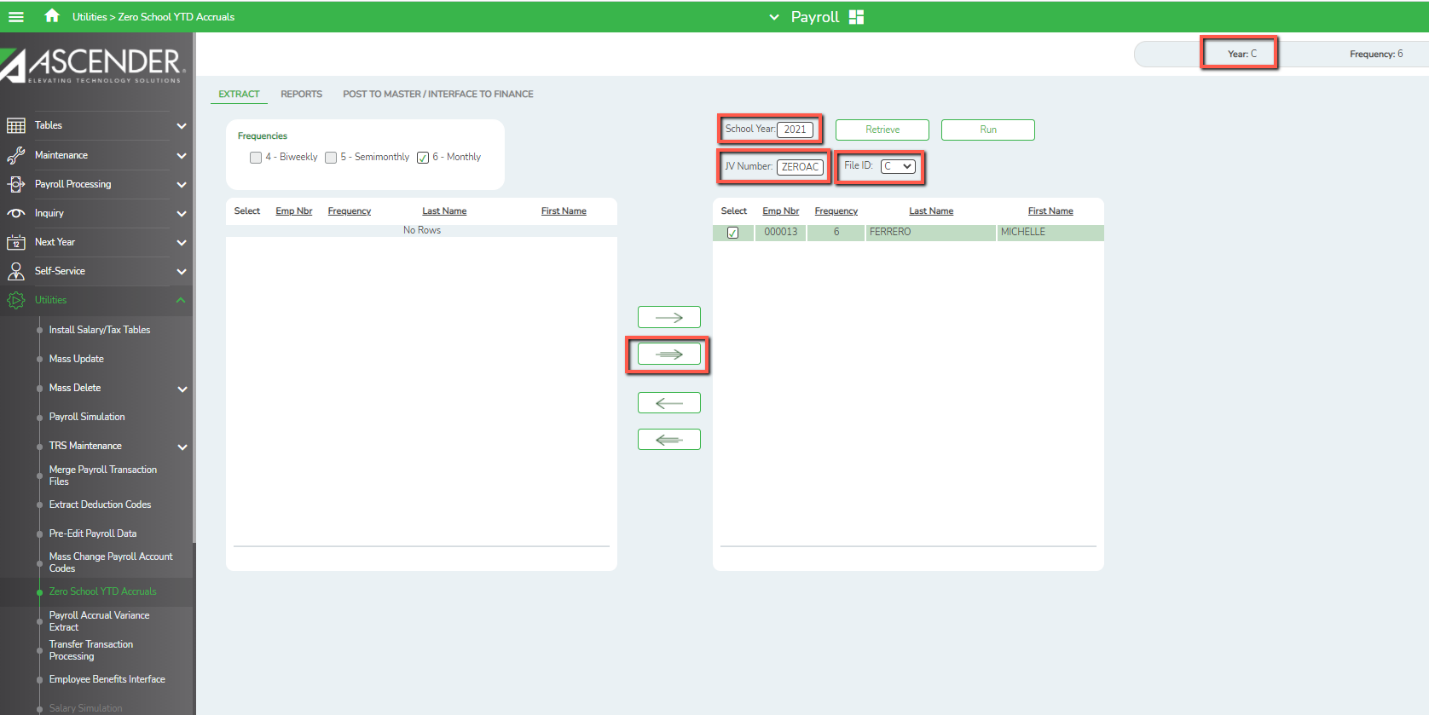 Utilities > Zero School YTD Accruals
Payroll
ASCENDER
ELEVATING TECHNOLOGY SOLUTIONS
Year: C
Frequency: 6
EXTRACT
REPORTS
POST TO MASTER / INTERFACE TO FINANCE
Tables
Maintenance
Payroll Processing
Inquiry
12
Next Year
Self-Service
Utilities
Install Salary/Tax Tables
Mass Update
Mass Delete
Payroll Simulation
TRS Maintenance
Merge Payroll Transaction
Files
Extract Deduction Codes
Pre-Edit Payroll Data
Mass Change Payroll Account
Codes
Zero School YTD Accruals
Payroll Accrual Variance
Extract
Transfer Transaction
Processing
Employee Benefits Interface
Salary Simulation
Frequencies
4 - Biweekly
5 - Semimonthly
6 - Monthly
School Year: 2021
Retrieve
Run
JV Number: ZEROAC
File ID: C
Select Emp Nbr Frequency Last Name First Name
No Rows
Select Emp Nbr Frequency Last Name First Name
000013 6 FERRERO MICHELLE